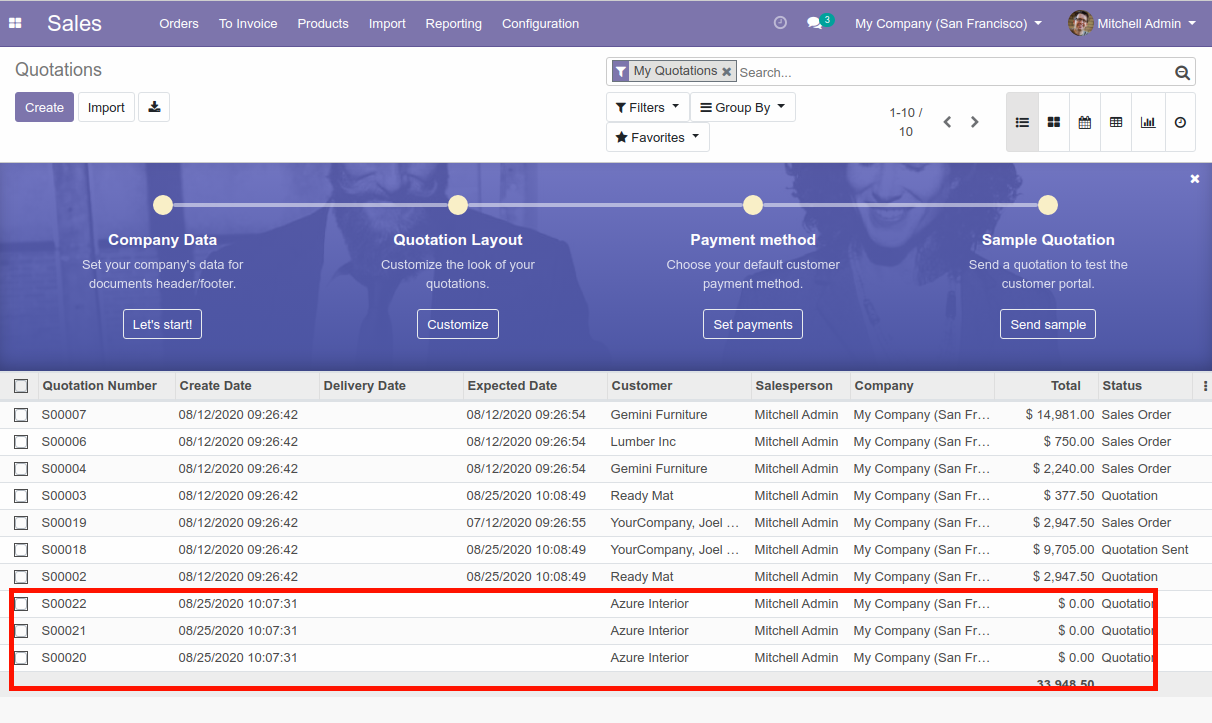 Sales Orders To Invoice Products Import Reporting Configuration 3 My Company (San Francisco) Mitchell Admin
Quotations
My Quotations Search...
Create Import
Filters Group By
Favorites
1-10 /
10
Company Data
Set your company's data for
documents header/footer.
Let's start!
Quotation Layout
Customize the look of your
quotations.
Customize
Payment method
Choose your default customer
payment method.
Set payments
Sample Quotation
Send a quotation to test the
customer portal.
Send sample
Quotation Number Create Date Delivery Date Expected Date Customer Salesperson Company Total Status
S00007 08/12/2020 09:26:42 08/12/2020 09:26:54 Gemini Furniture Mitchell Admin My Company (San Fr… $ 14,981.00 Sales Order
S00006 08/12/2020 09:26:42 08/12/2020 09:26:54 Lumber Inc Mitchell Admin My Company (San Fr… $ 750.00 Sales Order
S00004 08/12/2020 09:26:42 08/12/2020 09:26:54 Gemini Furniture Mitchell Admin My Company (San Fr… $ 2,240.00 Sales Order
S00003 08/12/2020 09:26:42 08/25/2020 10:08:49 Ready Mat Mitchell Admin My Company (San Fr… $ 377.50 Quotation
S00019 08/12/2020 09:26:42 07/12/2020 09:26:55 YourCompany, Joel … Mitchell Admin My Company (San Fr… $ 2,947.50 Sales Order
S00018 08/12/2020 09:26:42 08/25/2020 10:08:49 YourCompany, Joel … Mitchell Admin My Company (San Fr… $ 9,705.00 Quotation Sent
S00002 08/12/2020 09:26:42 08/25/2020 10:08:49 Ready Mat Mitchell Admin My Company (San Fr… $ 2,947.50 Quotation
S00022 08/25/2020 10:07:31 Azure Interior Mitchell Admin My Company (San Fr… $ 0.00 Quotation
S00021 08/25/2020 10:07:31 Azure Interior Mitchell Admin My Company (San Fr… $ 0.00 Quotation
S00020 08/25/2020 10:07:31 Azure Interior Mitchell Admin My Company (San Fr… $ 0.00 Quotation
33,948.50